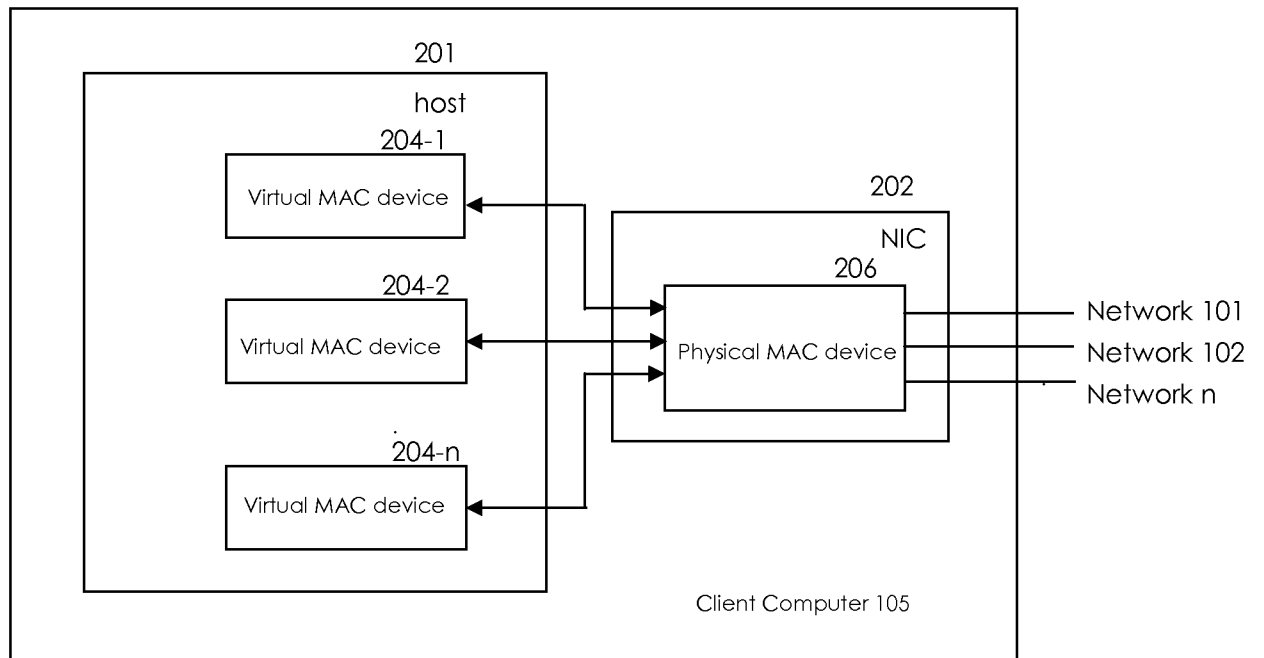 201
host
204-1
Virtual MAC device
204-2
Virtual MAC device
204-n
Virtual MAC device
202
NIC
206
Physical MAC device
Network 101
Network 102
Network n
Client Computer 105